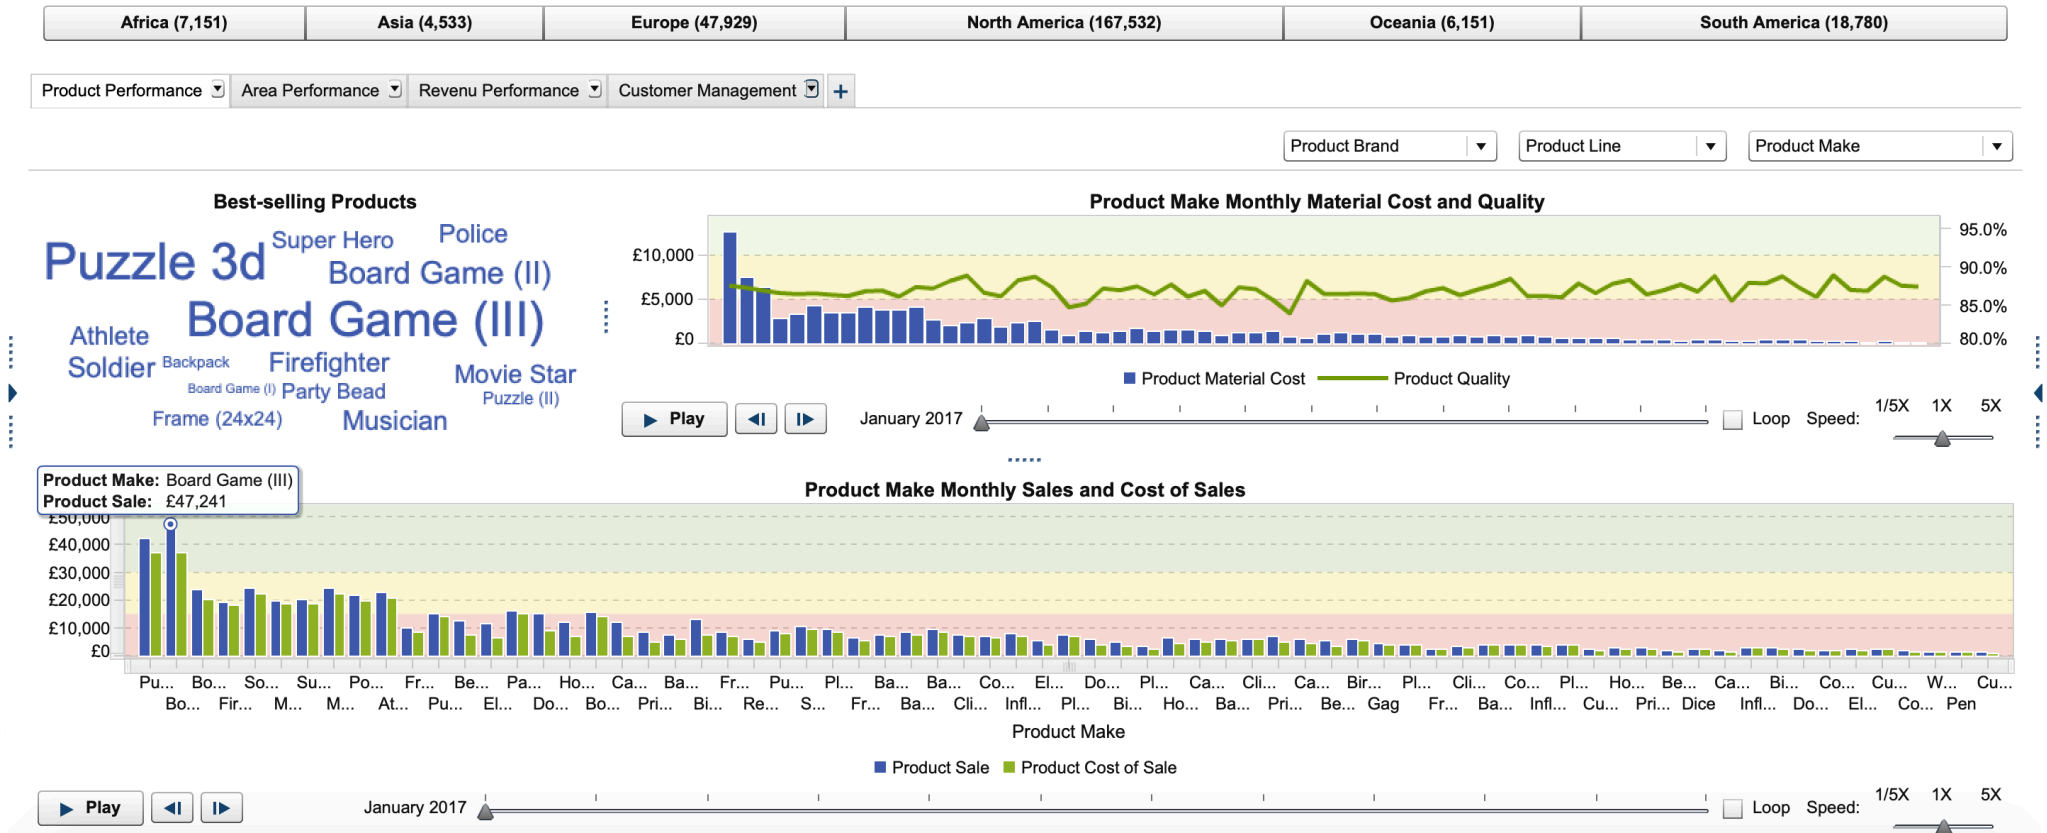 Africa (7,151) Asia (4,533) Europe (47,929) North America (167,532) Oceania (6,151) South America (18,780)
Product Performance Area Performance Revenu Performance Customer Management +
Product Brand Product Line Product Make
Best-selling Products
Puzzle 3d
Super Hero
Police
Board Game (II)
Board Game (III)
Athlete
Soldier
Backpack
Firefighter
Movie Star
Board Game (I)
Party Bead
Puzzle (II)
Frame (24x24)
Musician
Product Make Monthly Material Cost and Quality
£10,000
£5,000
£0
95.0%
90.0%
85.0%
80.0%
Product Material Cost Product Quality
Play January 2017 Loop Speed: 1/5X 1X 5X
Product Make: Board Game (III)
Product Sale: £47,241
Product Make Monthly Sales and Cost of Sales
£50,000
£40,000
£30,000
£20,000
£10,000
£0
Pu... Bo... So... Su... Po... Fr... Be... Pa... Ho... Ca... Ba... Fr... Pu... Pl... Ba... Ba... Co... El... Do... Pl... Ca... Cli... Ca... Bir... Pl... Cli... Co... Pl... Ho... Be... Ca... Bi... Co... Cu... W... Cu...
Bo... Fir... M... M... At... Pu... El... Do... Bo... Pri... Bi... Re... S... Fr... Ba... Cli... Infl... Pl... Bi... Ho... Ba... Pri... Be... Gag Fr... Ba... Infl... Cu... Pri... Dice Infl... Do... El... Co... Pen
Product Make
Product Sale Product Cost of Sale
Play January 2017 Loop Speed: 1/5X 1X 5X